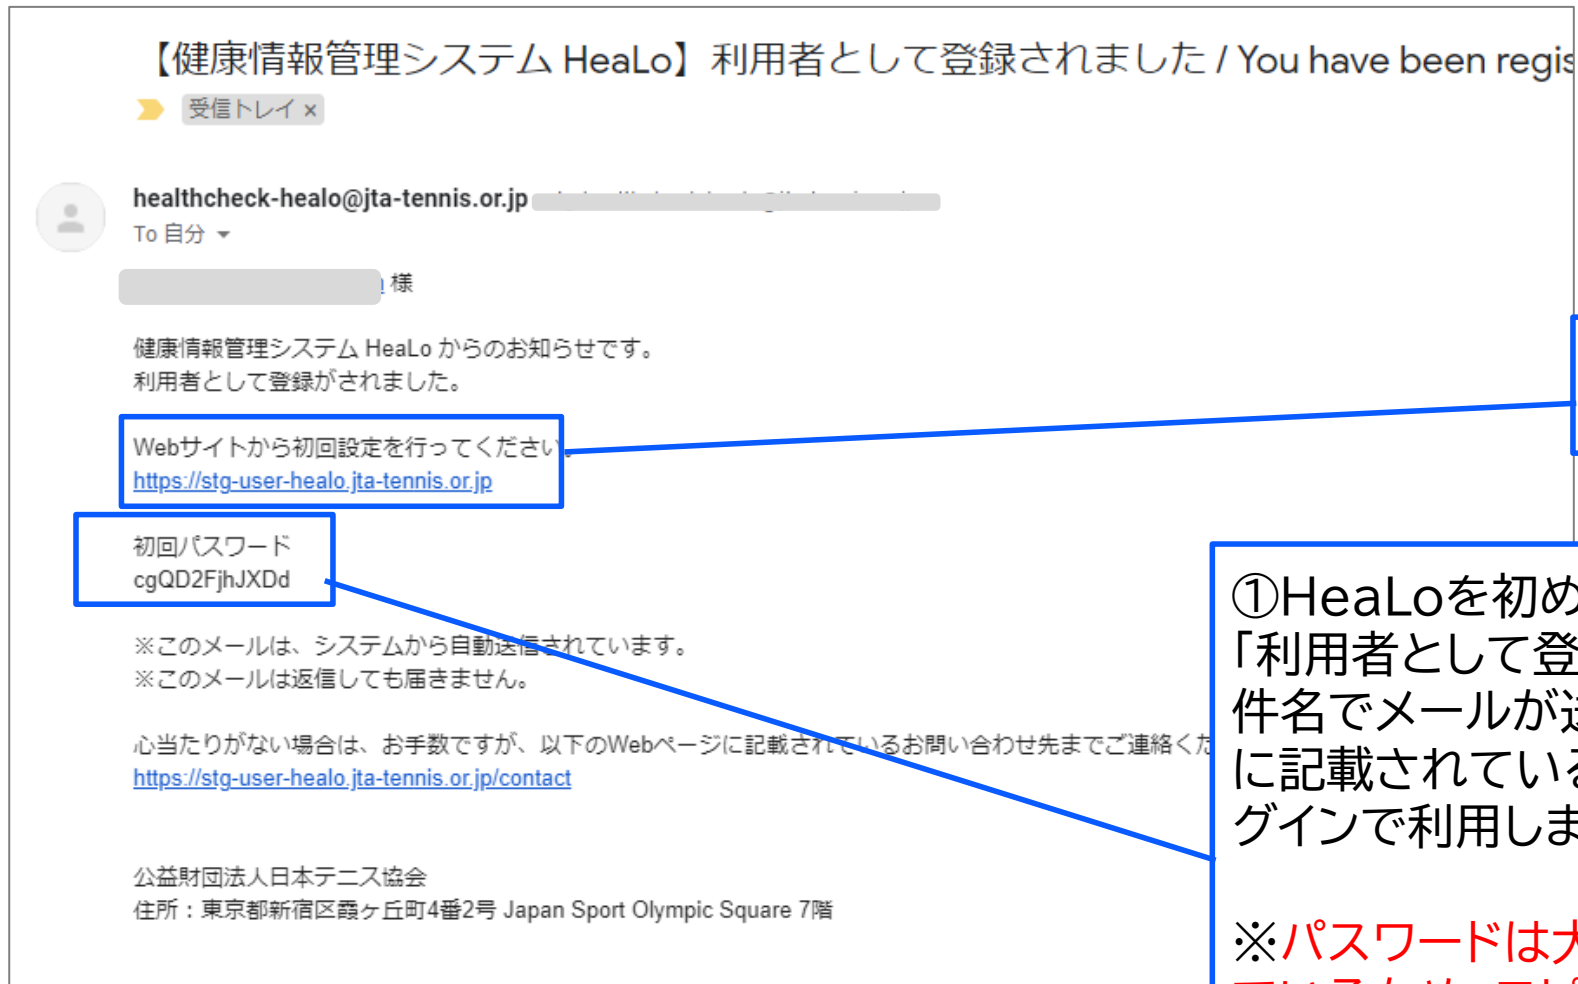 【健康情報管理システム HeaLo】利用者として登録されました / You have been regis
受信トレイ ×
healthcheck-healo@jta-tennis.or.jp
To 自分
様
健康情報管理システム HeaLo からのお知らせです。
利用者として登録がされました。
Webサイトから初回設定を行ってください。
https://stg-user-healo.jta-tennis.or.jp
初回パスワード
cgQD2FjhJXDd
※このメールは、システムから自動送信されています。
※このメールは返信しても届きません。
心当たりがない場合は、お手数ですが、以下のWebページに記載されているお問い合わせ先までご連絡くだ
https://stg-user-healo.jta-tennis.or.jp/contact
公益財団法人日本テニス協会
住所：東京都新宿区霞ヶ丘町4番2号 Japan Sport Olympic Square 7階
①HeaLoを初め
「利用者として登
件名でメールが送
に記載されている
グインで利用しま
※パスワードは大